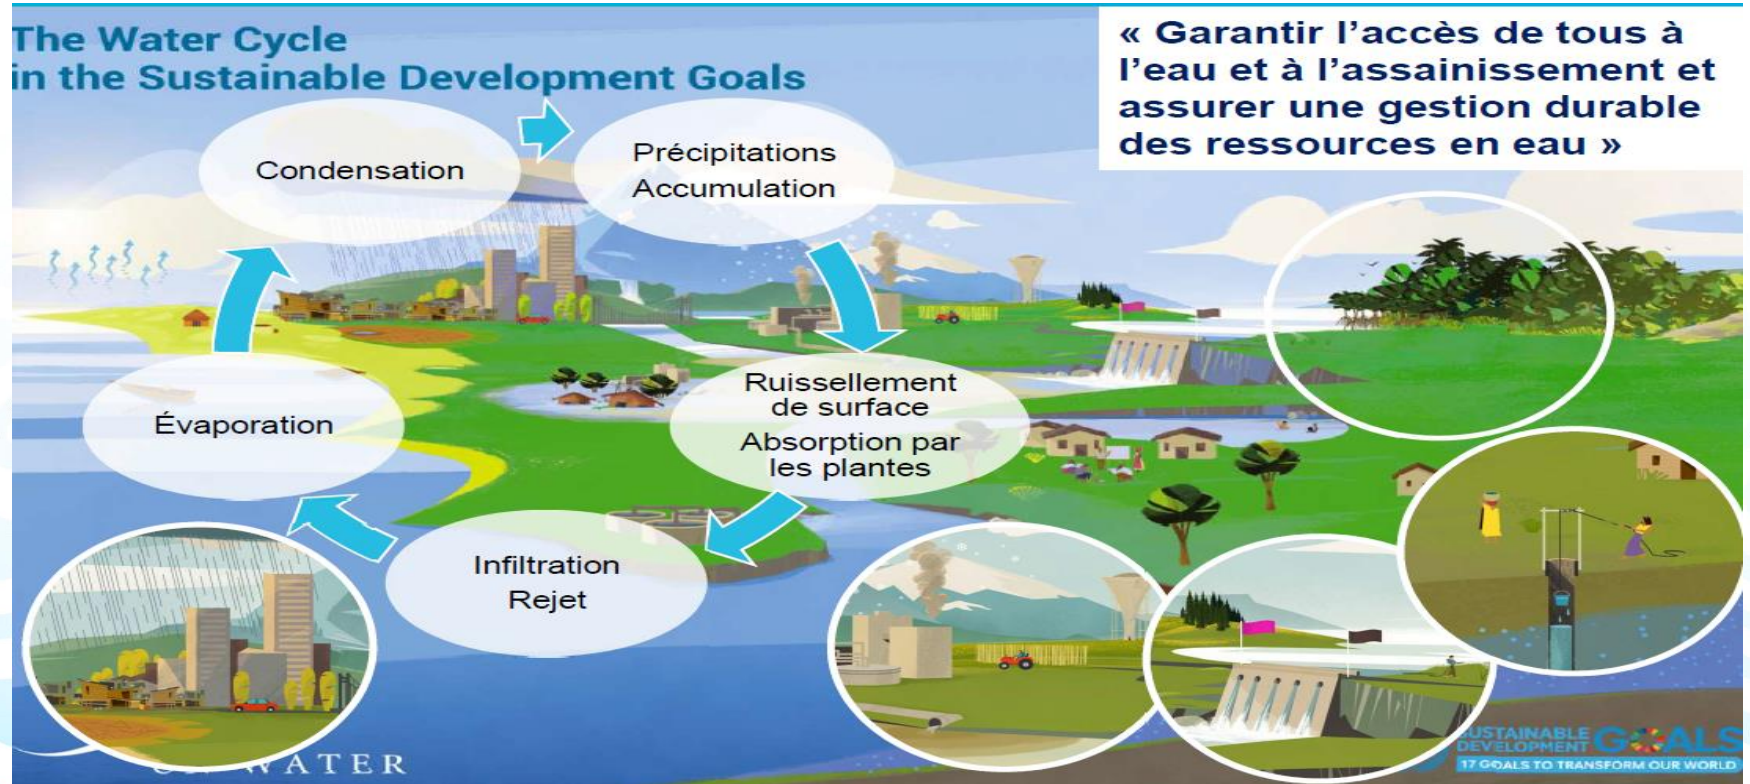 The Water Cycle
in the Sustainable Development Goals
« Garantir l’accès de tous à
l’eau et à l’assainissement et
assurer une gestion durable
des ressources en eau »
Condensation
Précipitations
Accumulation
Évaporation
Ruissellement
de surface
Absorption par
les plantes
Infiltration
Rejet
WATER
SUSTAINABLE
DEVELOPMENT GOALS
17 GOALS TO TRANSFORM OUR WORLD